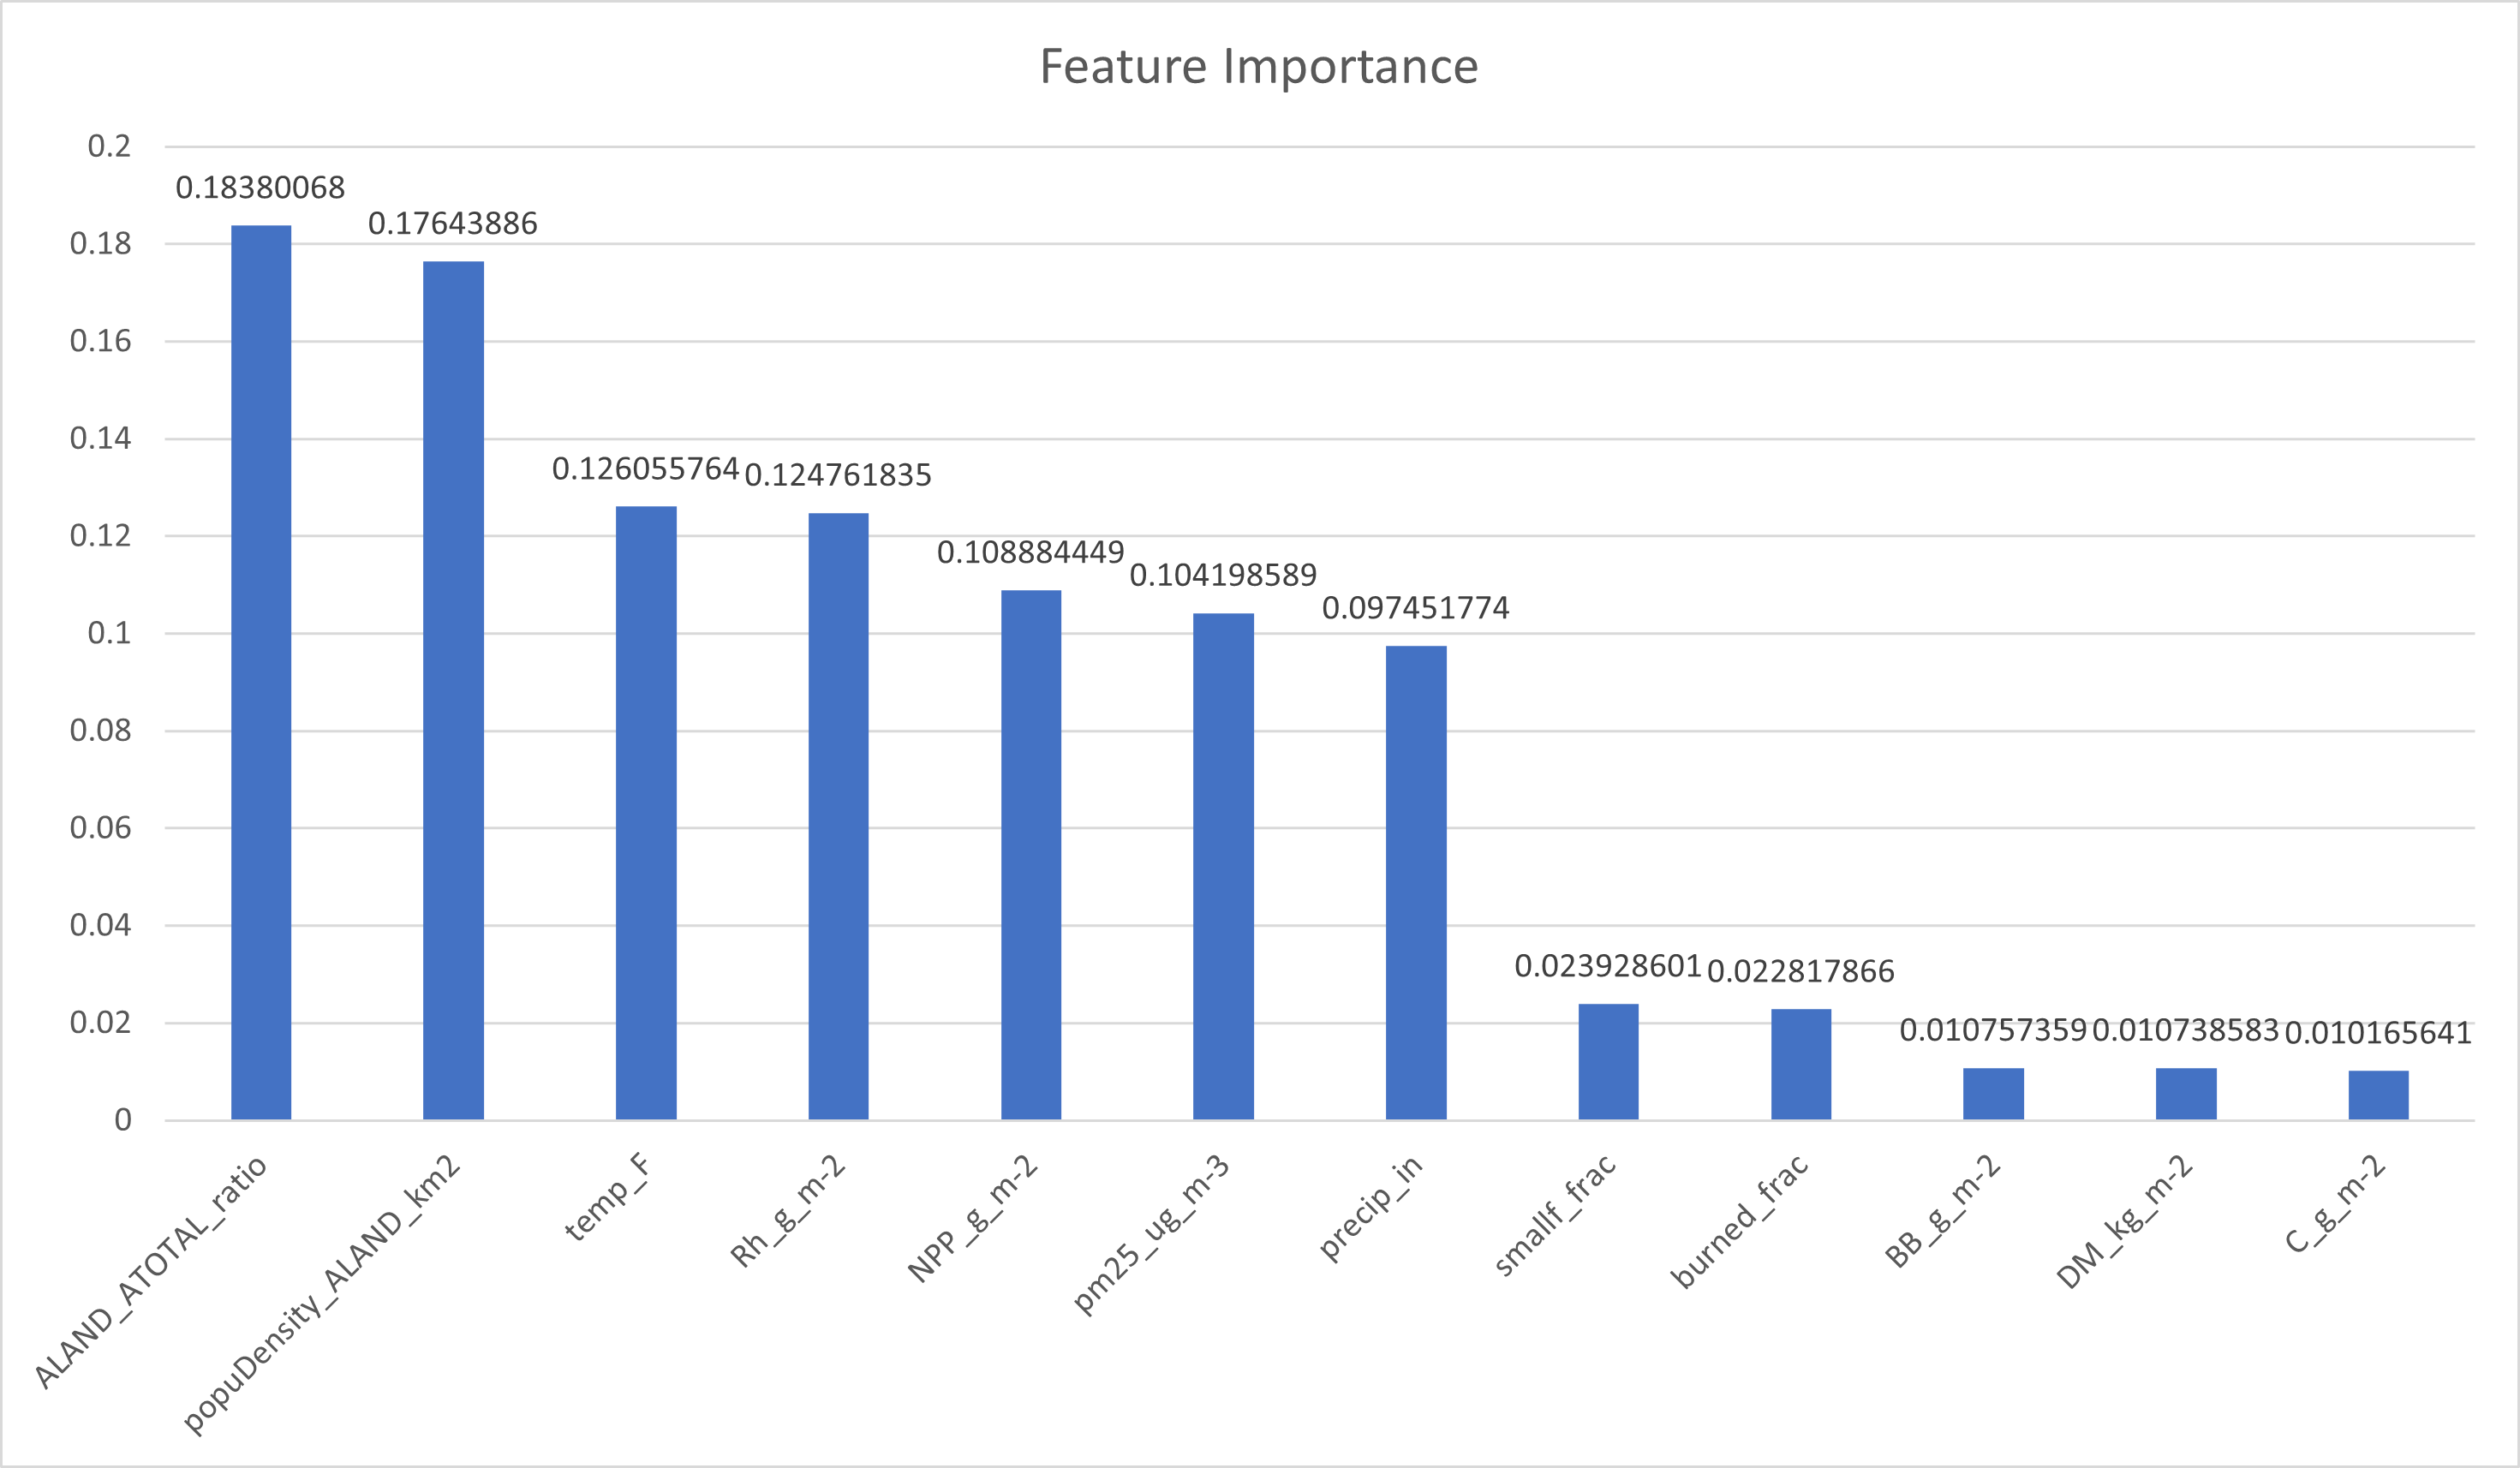 Feature Importance
0.2
0.18
0.16
0.14
0.12
0.1
0.08
0.06
0.04
0.02
0
0.18380068
0.17643886
0.126055764
0.124761835
0.108884449
0.104198589
0.097451774
0.023928601
0.022817866
0.010757359
0.010738583
0.010165641
ALAND_ATOTAL_ratio
popuDensity_ALAND_km2
temp_F
Rh_g_m-2
NPP_g_m-2
pm25_ug_m-3
precip_in
smallf_frac
burned_frac
BB_g_m-2
DM_kg_m-2
C_g_m-2